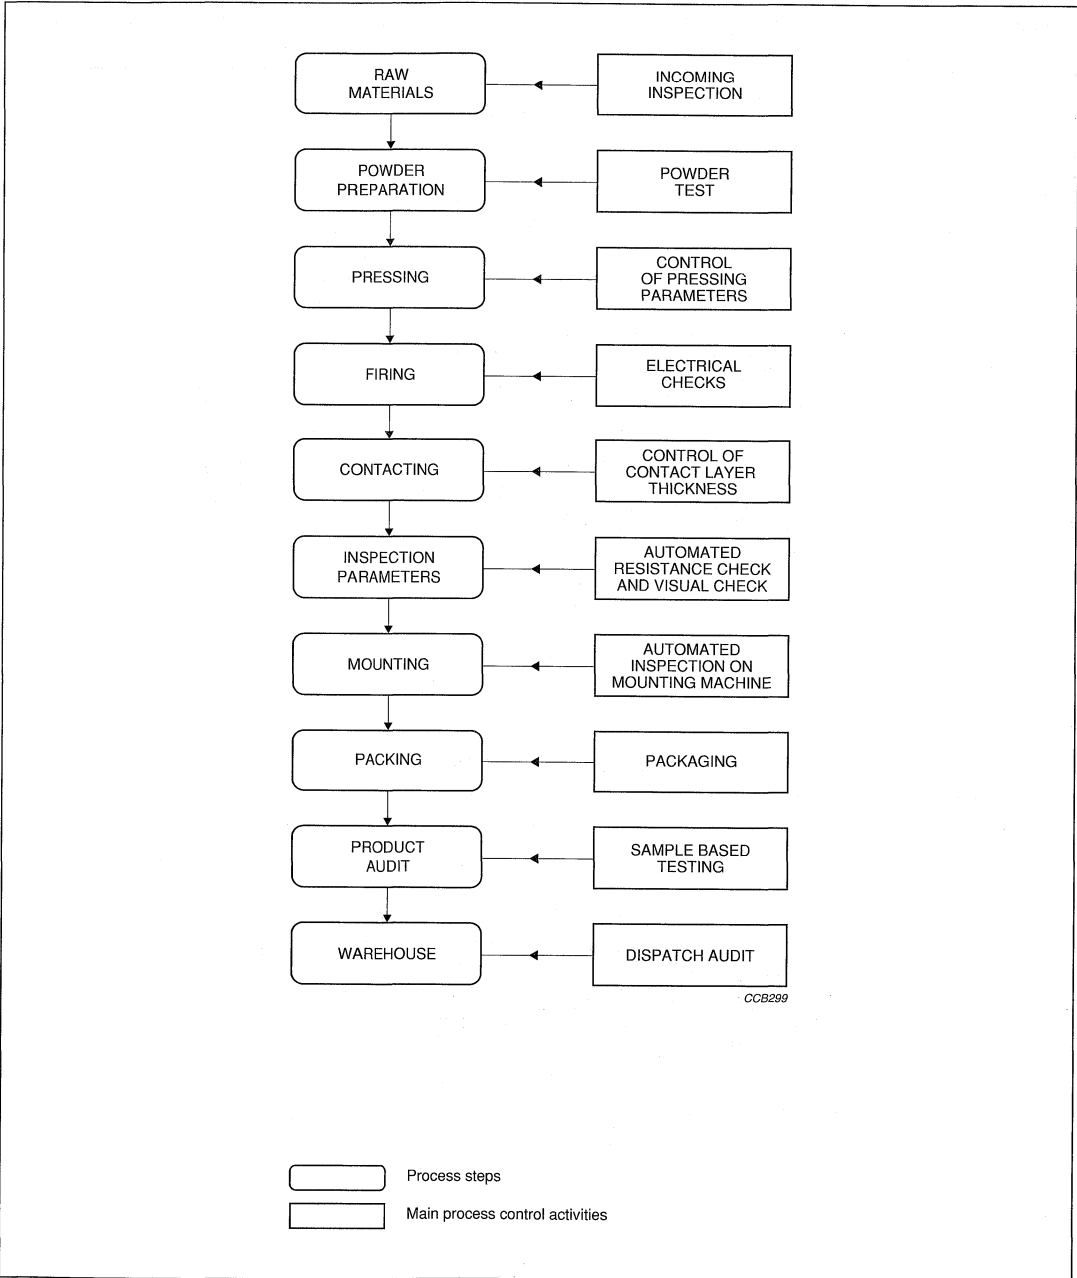 RAW
MATERIALS
INCOMING
INSPECTION
POWDER
PREPARATION
POWDER
TEST
PRESSING
CONTROL
OF PRESSING
PARAMETERS
FIRING
ELECTRICAL
CHECKS
CONTACTING
CONTROL OF
CONTACT LAYER
THICKNESS
INSPECTION
PARAMETERS
AUTOMATED
RESISTANCE CHECK
AND VISUAL CHECK
MOUNTING
AUTOMATED
INSPECTION ON
MOUNTING MACHINE
PACKING
PACKAGING
PRODUCT
AUDIT
SAMPLE BASED
TESTING
WAREHOUSE
DISPATCH AUDIT
CCB299
Process steps
Main process control activities